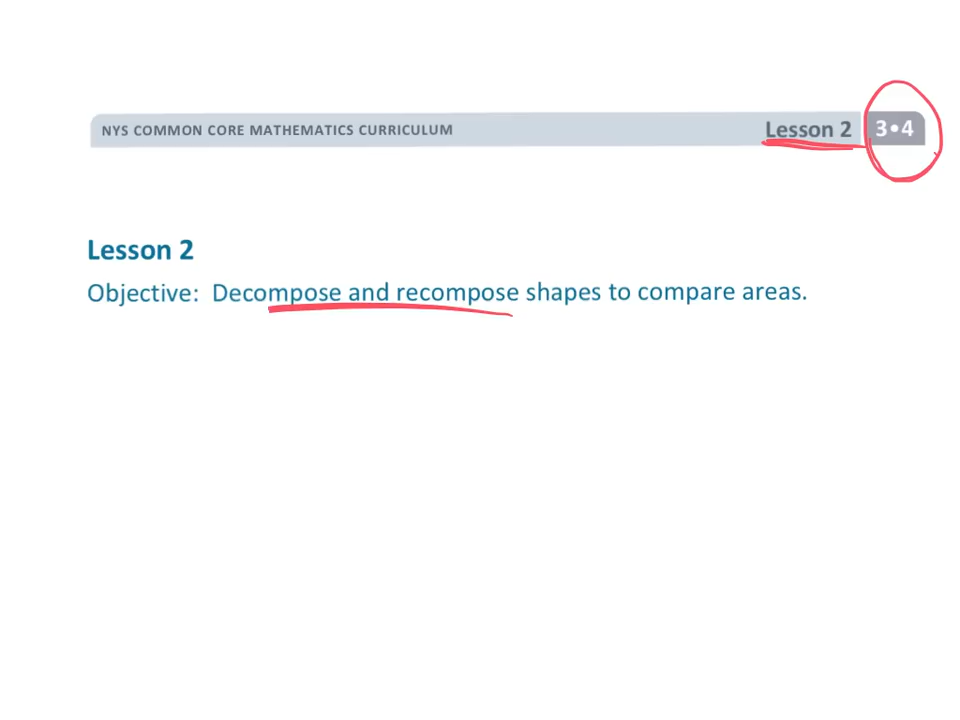 NYS COMMON CORE MATHEMATICS CURRICULUM Lesson 2 3•4
Lesson 2
Objective: Decompose and recompose shapes to compare areas.